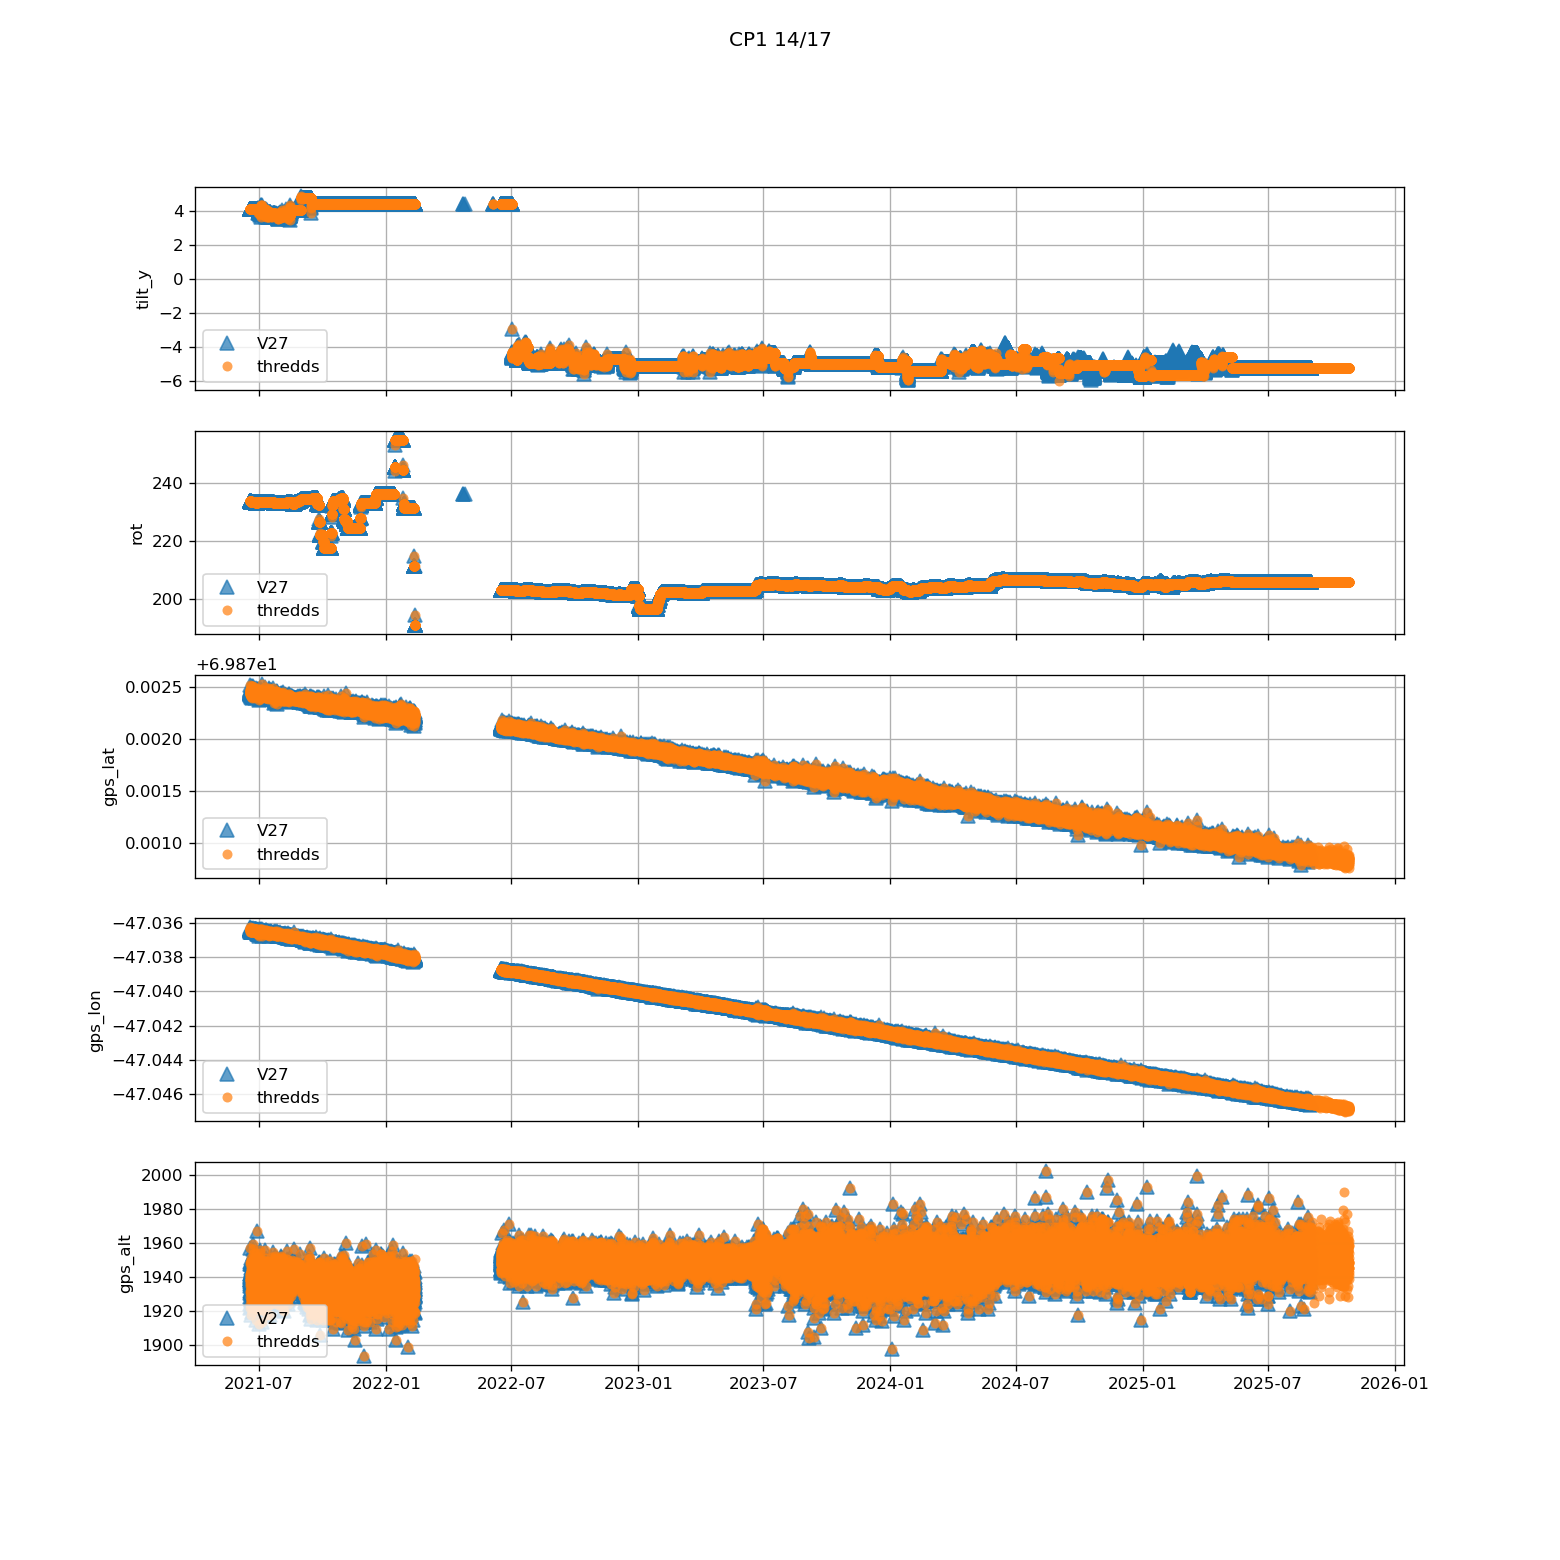 CP1 14/17
4
2
0
−2
−4
−6
tilt_y
V27
thredds
240
220
200
rot
V27
thredds
+6.987e1
0.0025
0.0020
0.0015
0.0010
gps_lat
V27
thredds
−47.036
−47.038
−47.040
−47.042
−47.044
−47.046
gps_lon
V27
thredds
2000
1980
1960
1940
1920
1900
gps_alt
V27
thredds
2021-07 2022-01 2022-07 2023-01 2023-07 2024-01 2024-07 2025-01 2025-07 2026-01